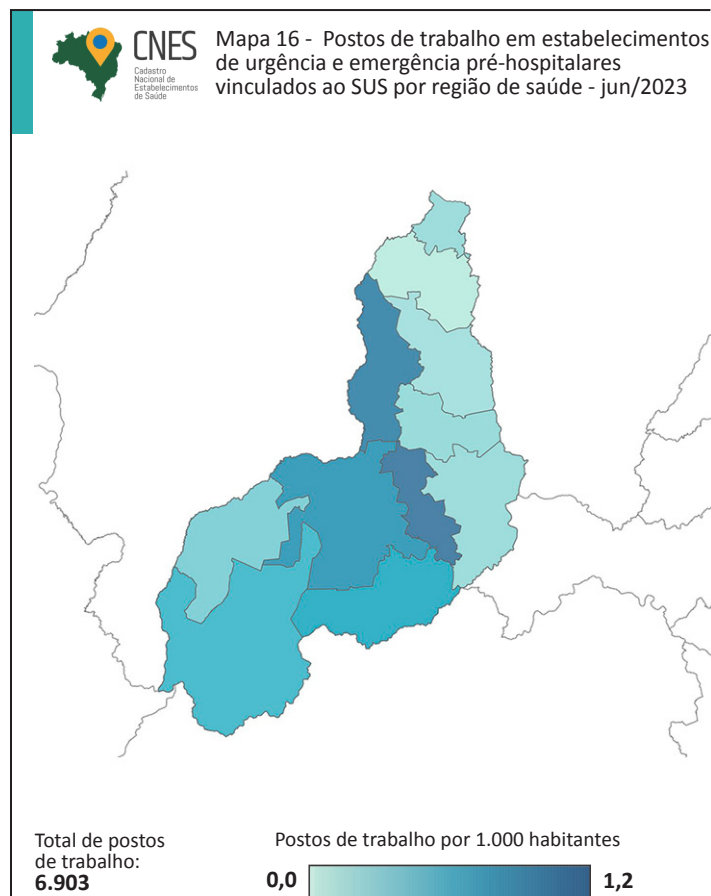 CNES
Cadastro
Nacional de
Estabelecimentos
de Saúde
Mapa 16 - Postos de trabalho em estabelecimentos
de urgência e emergência pré-hospitalares
vinculados ao SUS por região de saúde - jun/2023
Total de postos
de trabalho:
6.903
Postos de trabalho por 1.000 habitantes
0,0
1,2